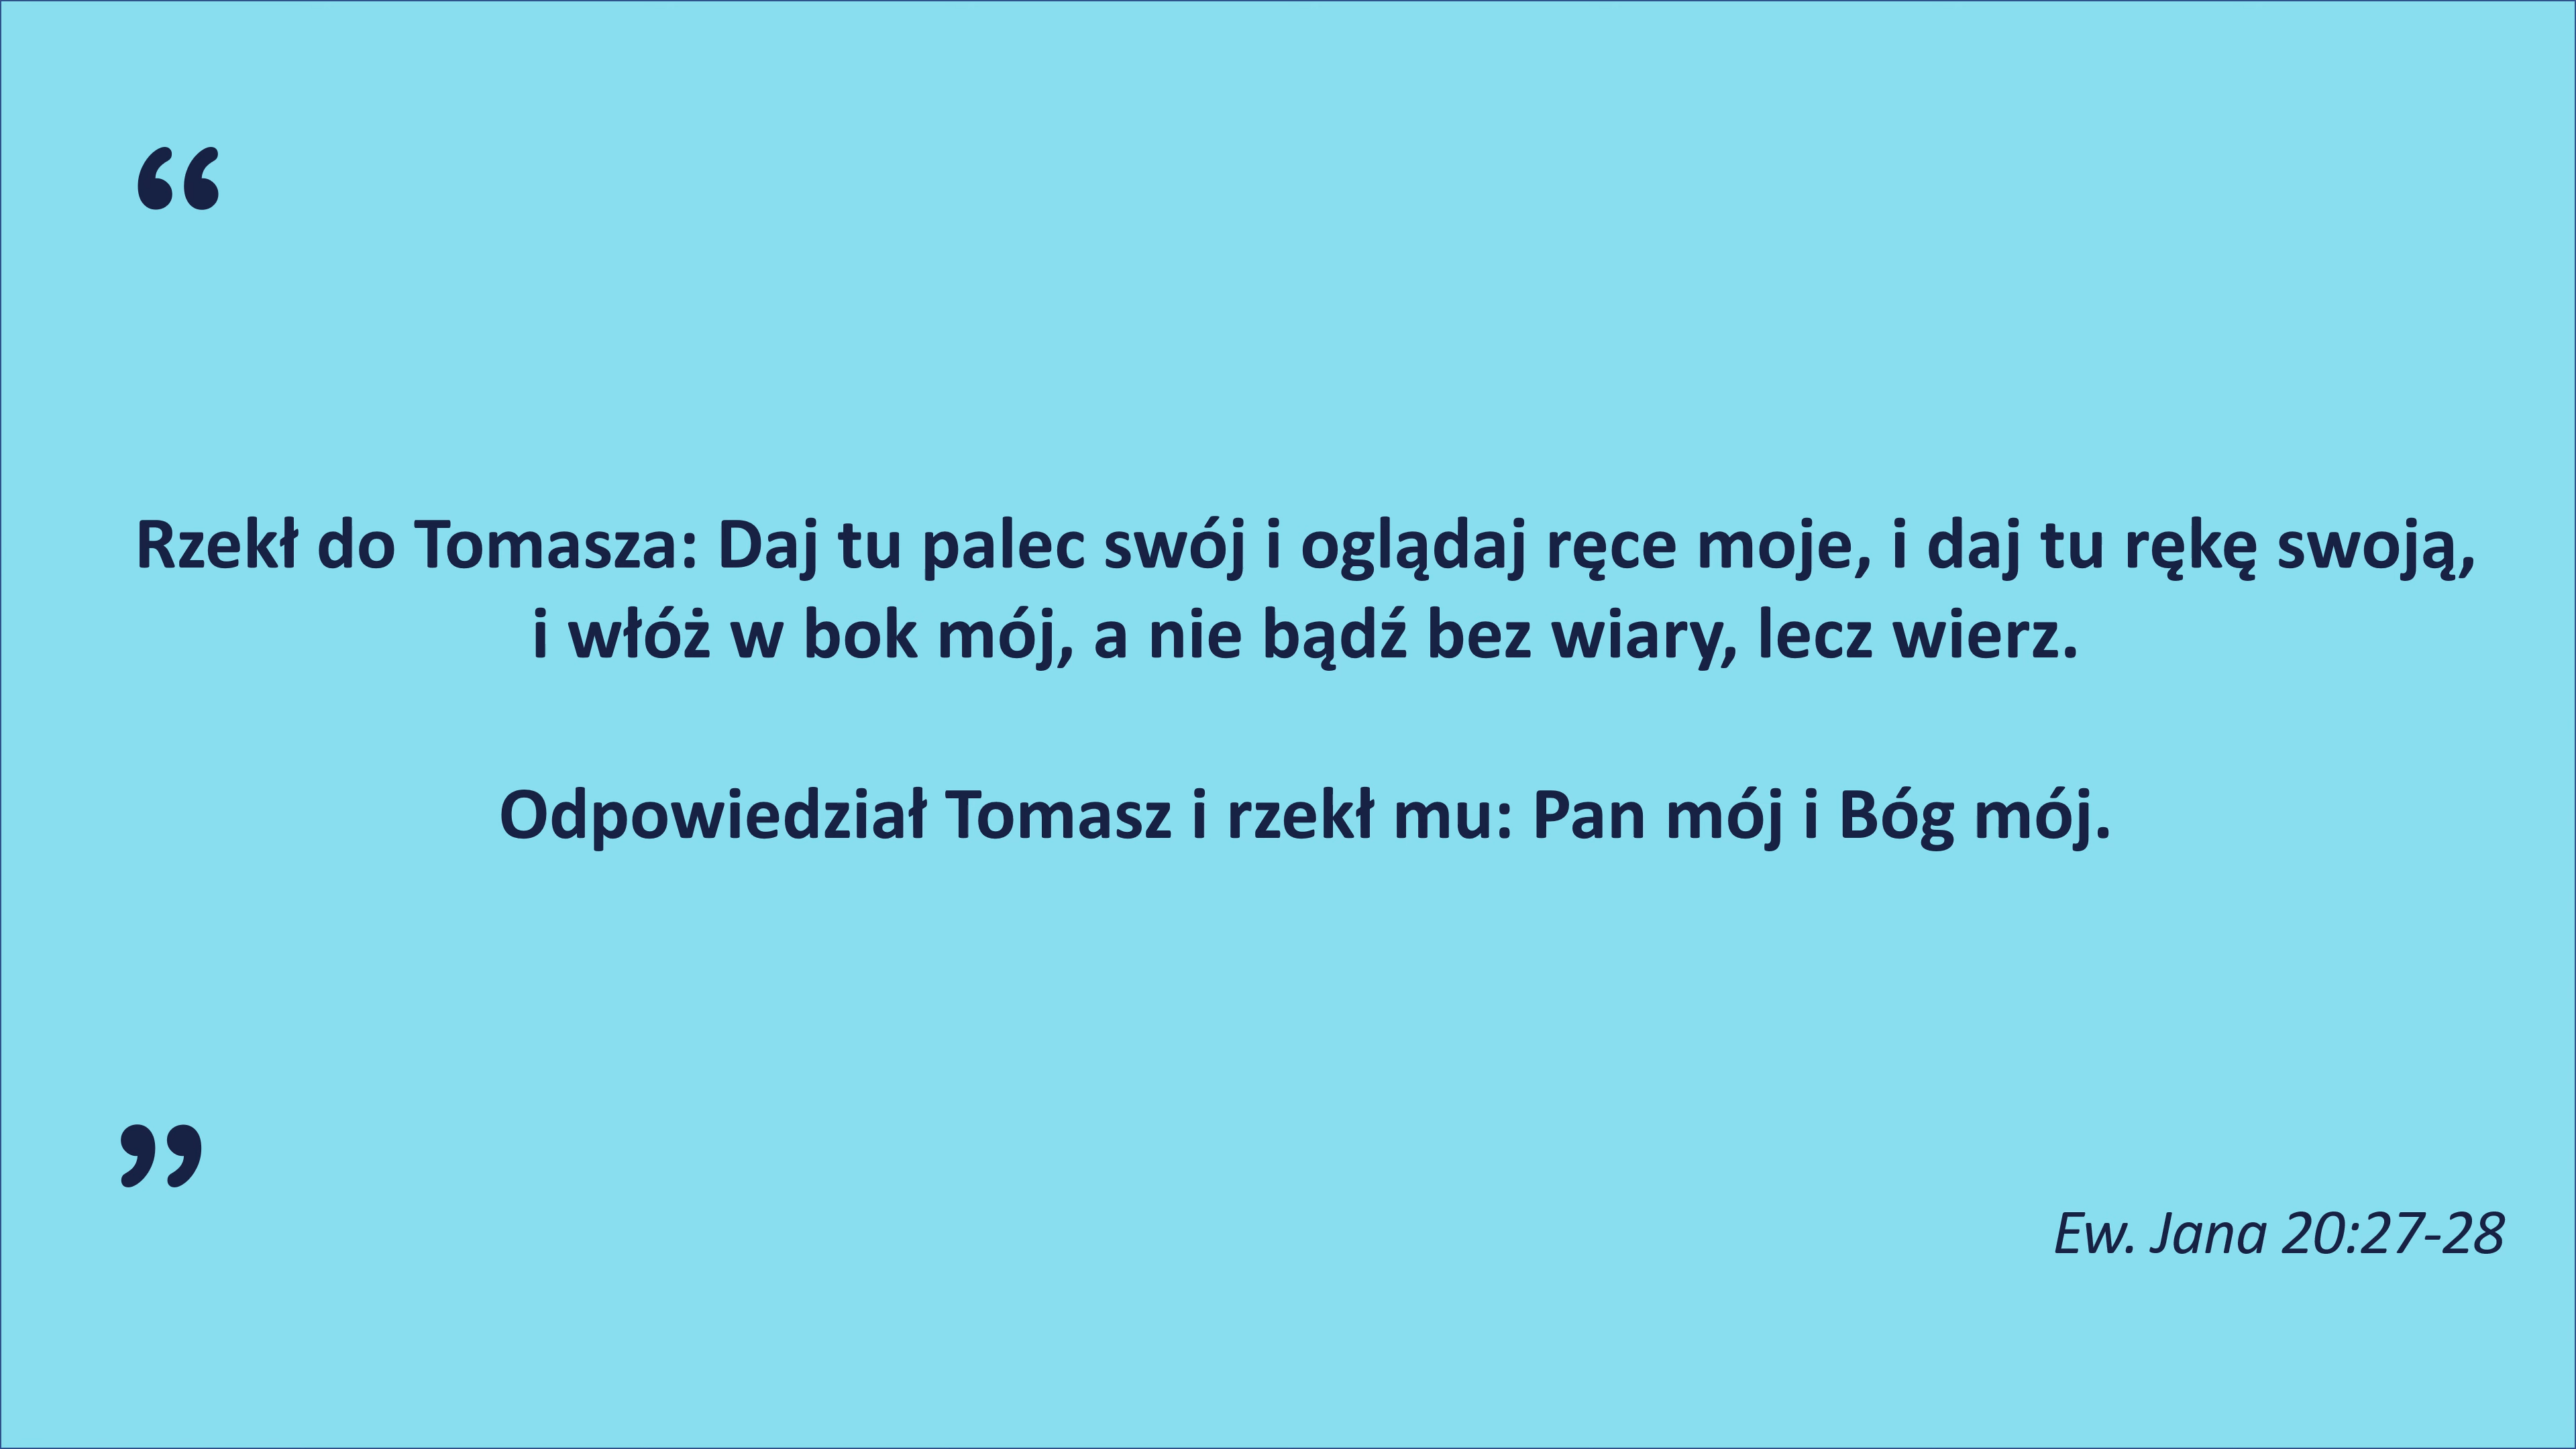 “
Rzekł do Tomasza: Daj tu palec swój i oglądaj ręce moje, i daj tu rękę swoją,
i włóż w bok mój, a nie bądź bez wiary, lecz wierz.
Odpowiedział Tomasz i rzekł mu: Pan mój i Bóg mój.
”
Ew. Jana 20:27-28